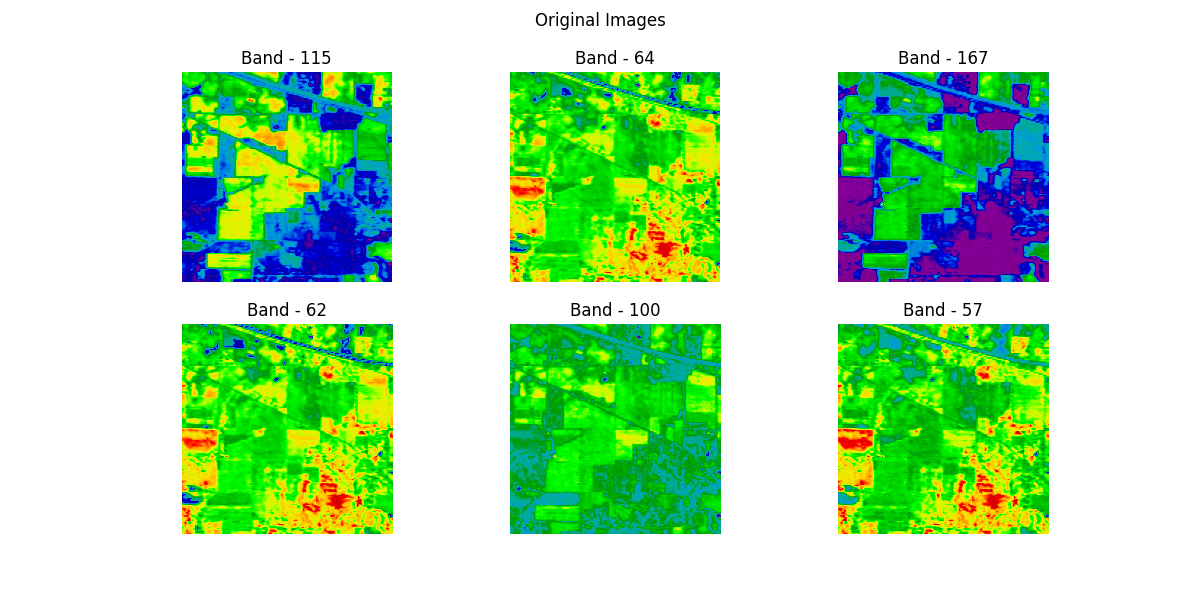 Original Images
Band - 115
Band - 64
Band - 167
Band - 62
Band - 100
Band - 57